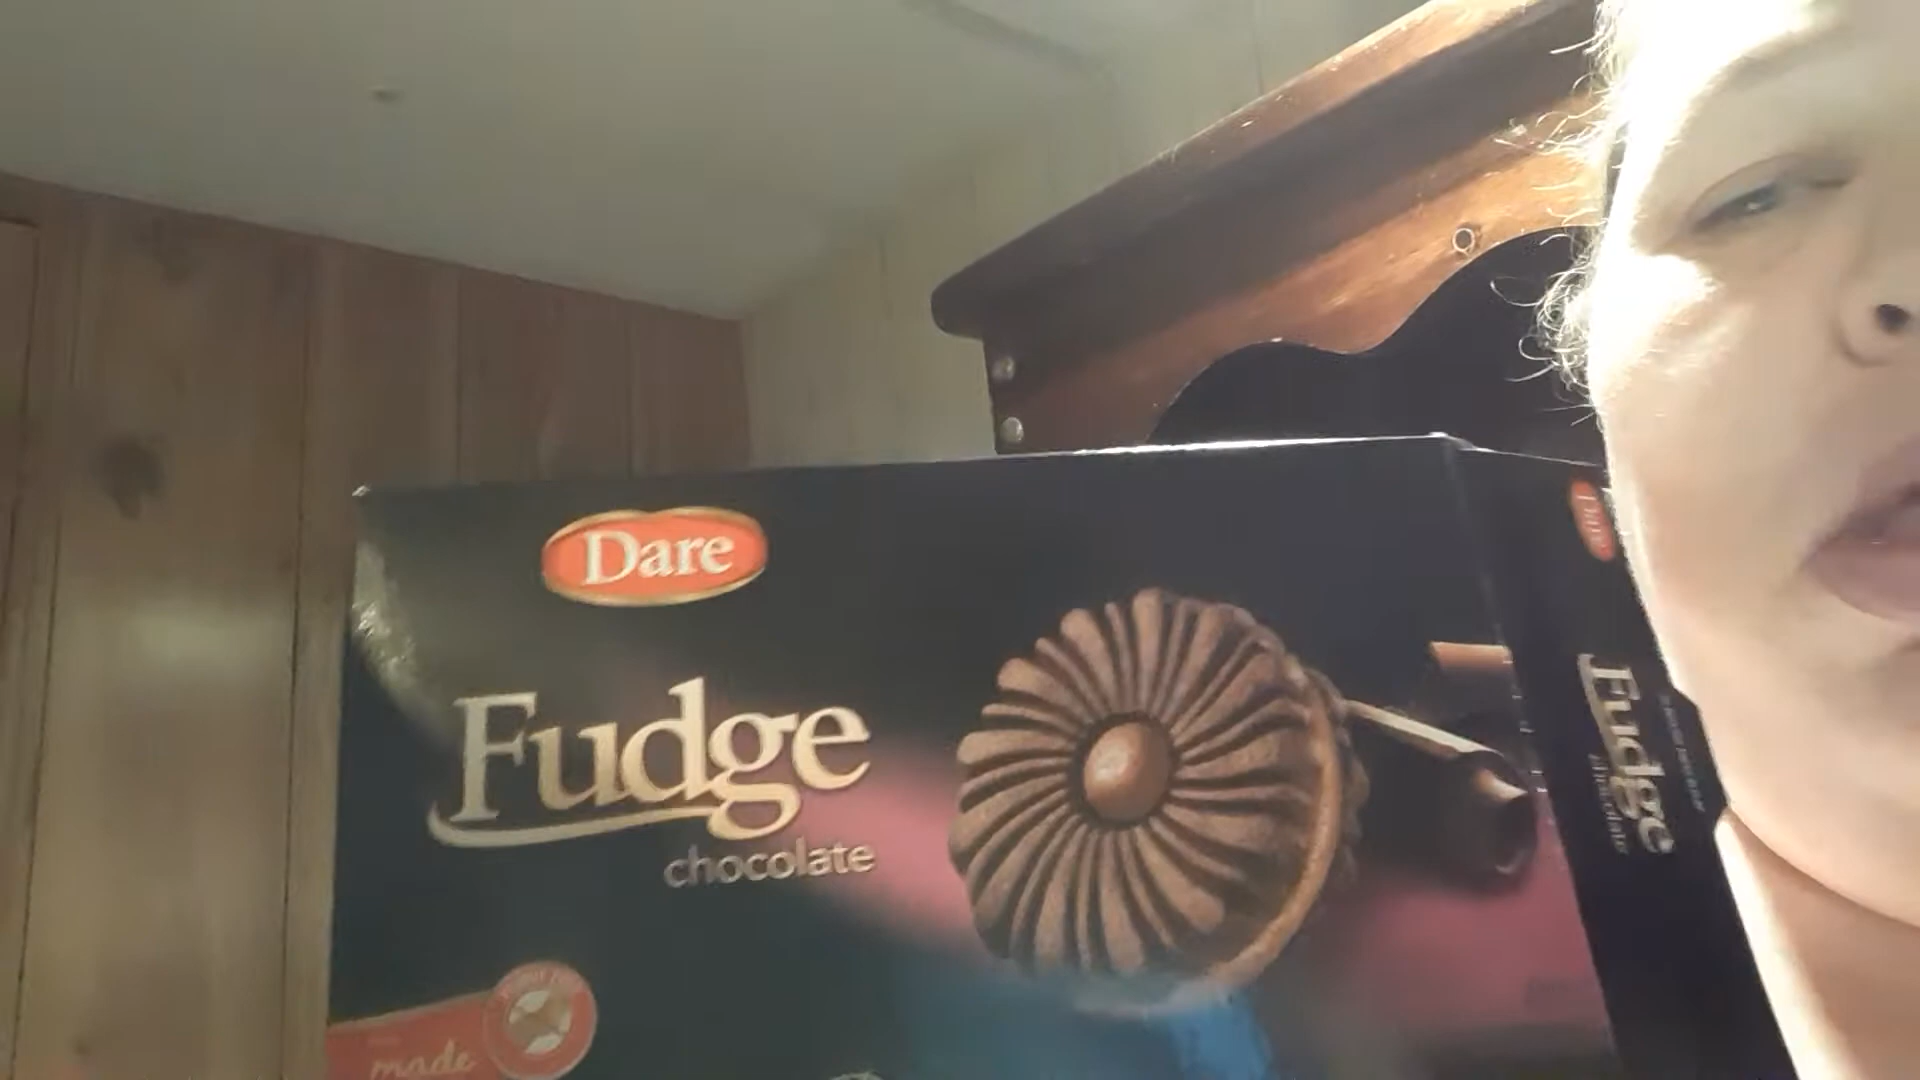 Dare
Fudge
chocolate
made
Dare
Fudge
chocolate